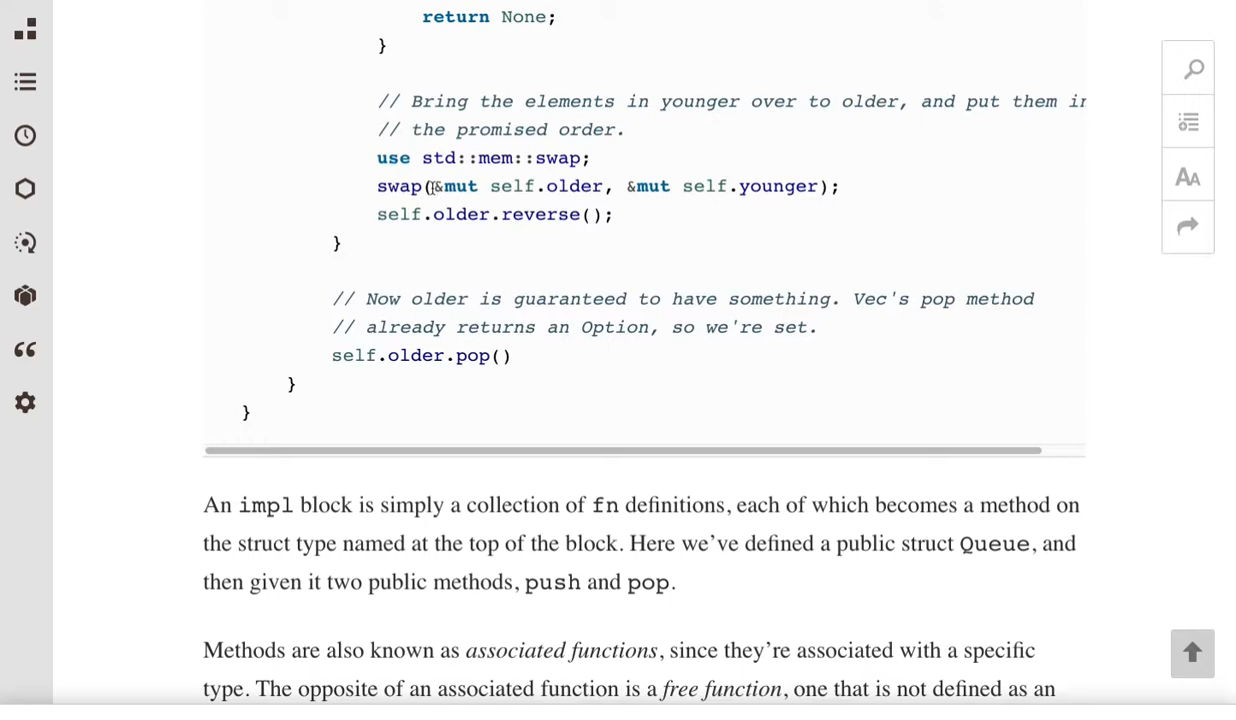 return None;
}
// Bring the elements in younger over to older, and put them in
// the promised order.
use std::mem::swap;
swap(&mut self.older, &mut self.younger);
self.older.reverse();
}
// Now older is guaranteed to have something. Vec's pop method
// already returns an Option, so we're set.
self.older.pop()
}
}
An impl block is simply a collection of fn definitions, each of which becomes a method on
the struct type named at the top of the block. Here we’ve defined a public struct Queue, and
then given it two public methods, push and pop.
Methods are also known as associated functions, since they’re associated with a specific
type. The opposite of an associated function is a free function, one that is not defined as an
AA